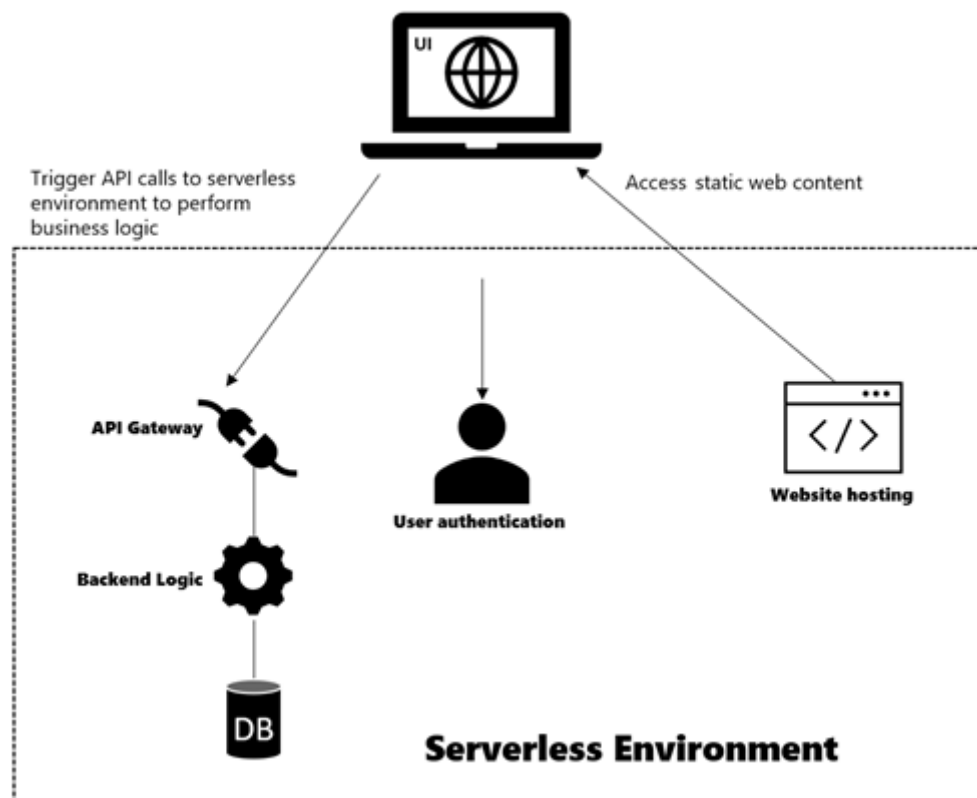 UI
Trigger API calls to serverless
environment to perform
business logic
Access static web content
API Gateway
User authentication
Website hosting
Backend Logic
DB
Serverless Environment